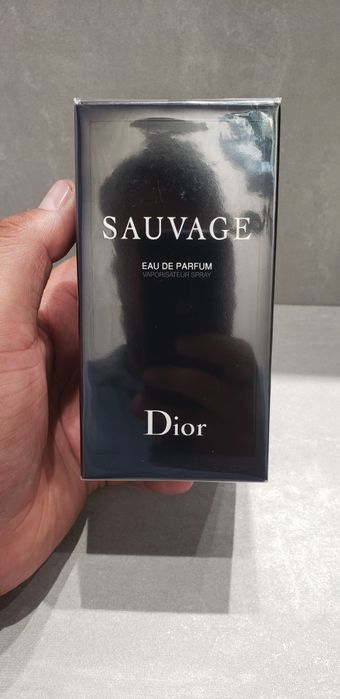 SAUVAGE
EAU DE PARFUM
VAPORISATEUR SPRAY
Dior